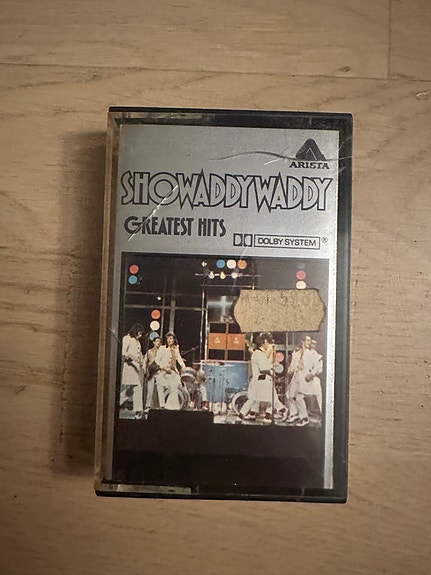 ARISTA
SHOWADDYWADDY
GREATEST HITS
DOLBY SYSTEM ®